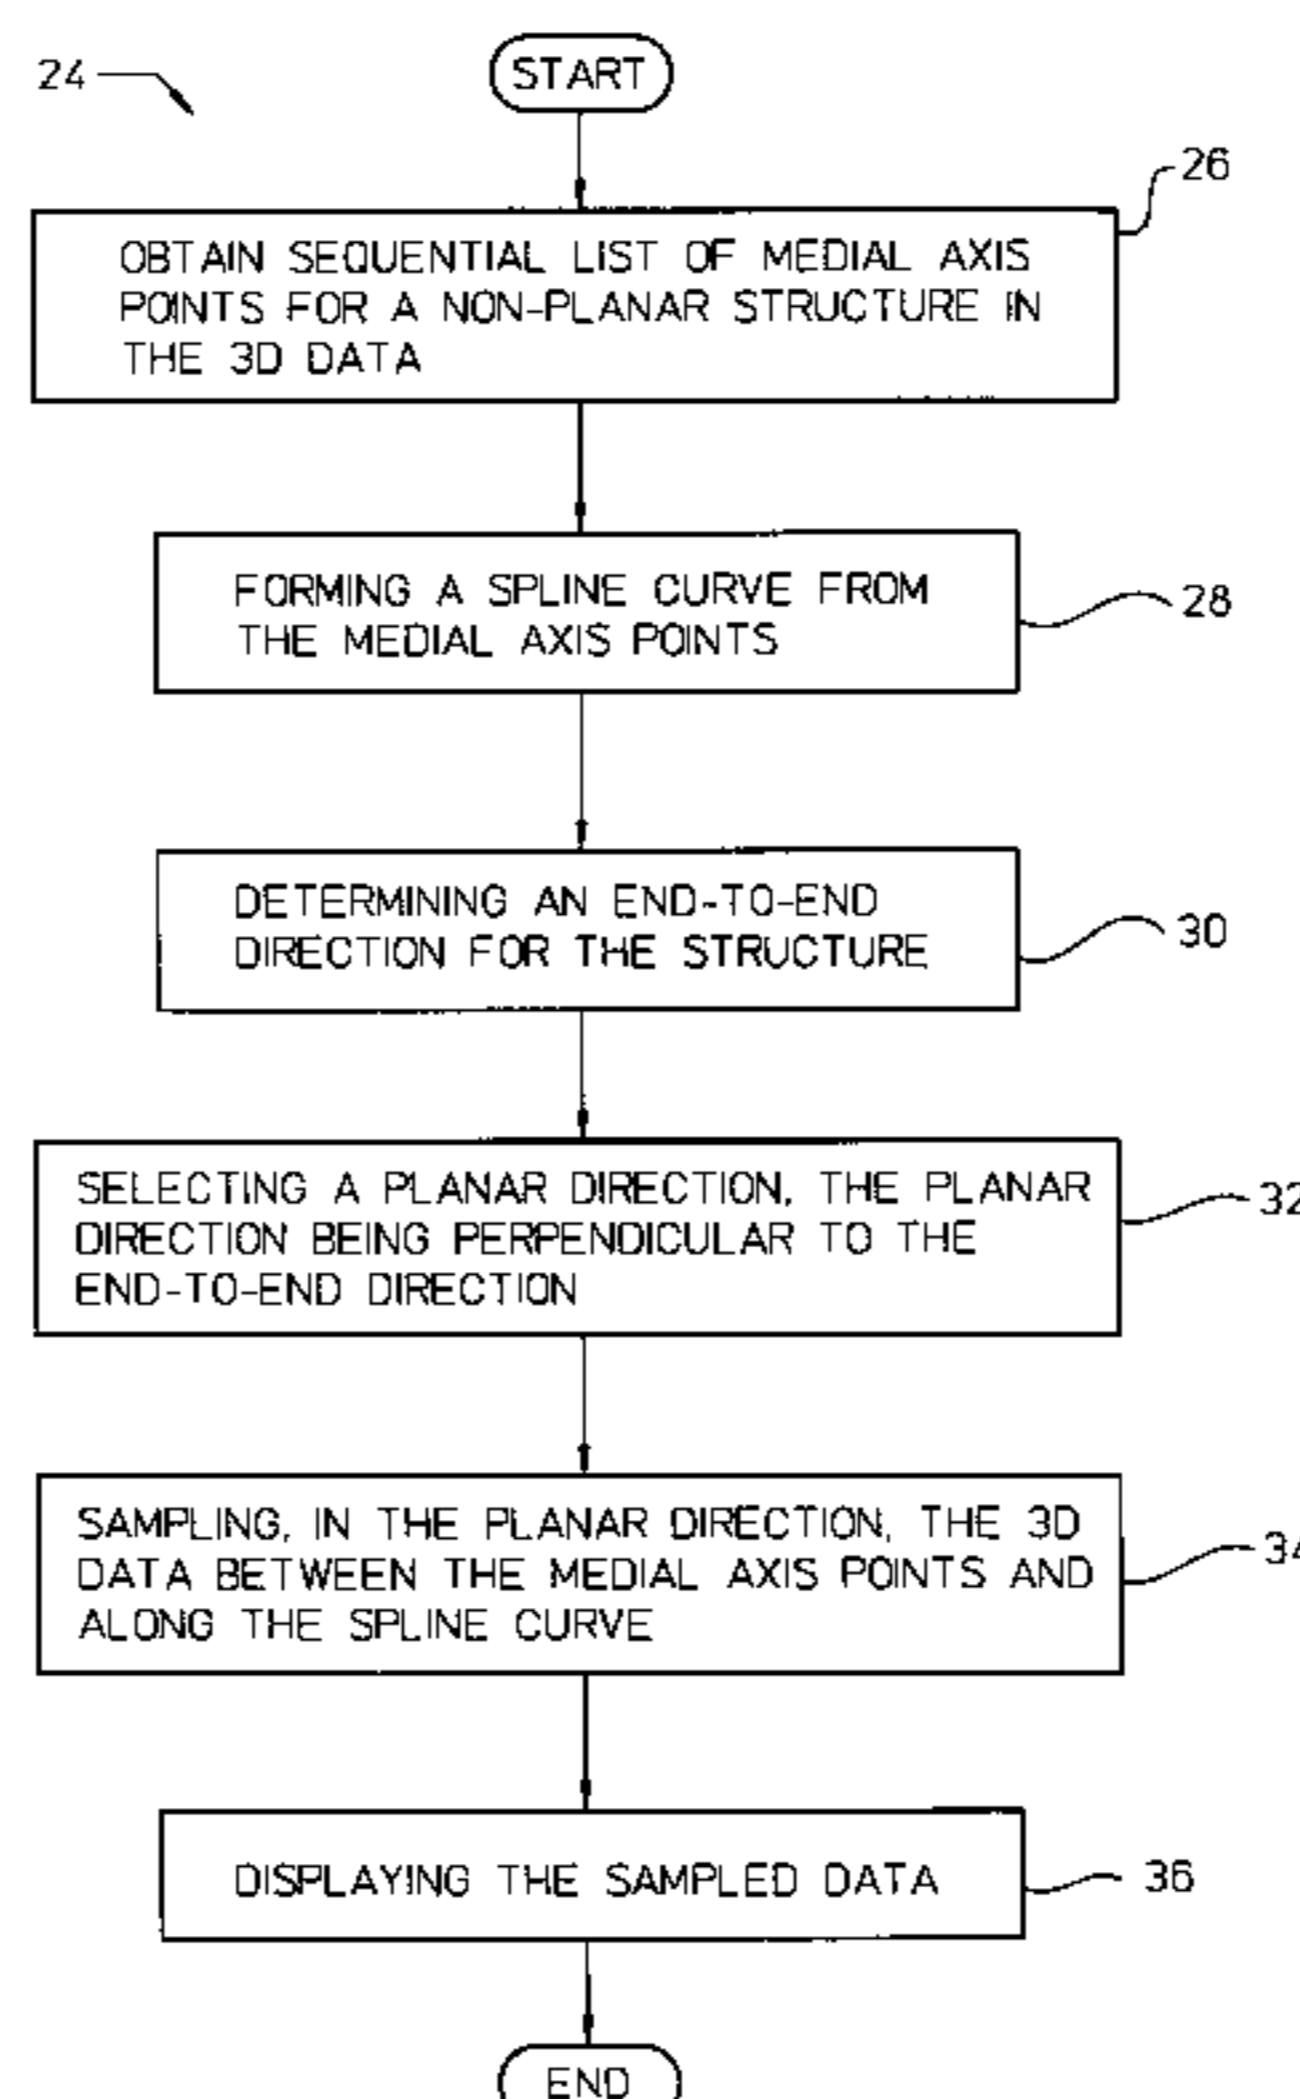 24
START
26
OBTAIN SEQUENTIAL LIST OF MEDIAL AXIS
POINTS FOR A NON-PLANAR STRUCTURE IN
THE 3D DATA
FORMING A SPLINE CURVE FROM
THE MEDIAL AXIS POINTS
28
DETERMINING AN END-TO-END
DIRECTION FOR THE STRUCTURE
30
SELECTING A PLANAR DIRECTION, THE PLANAR
DIRECTION BEING PERPENDICULAR TO THE
END-TO-END DIRECTION
32
SAMPLING, IN THE PLANAR DIRECTION, THE 3D
DATA BETWEEN THE MEDIAL AXIS POINTS AND
ALONG THE SPLINE CURVE
34
DISPLAYING THE SAMPLED DATA
36
END